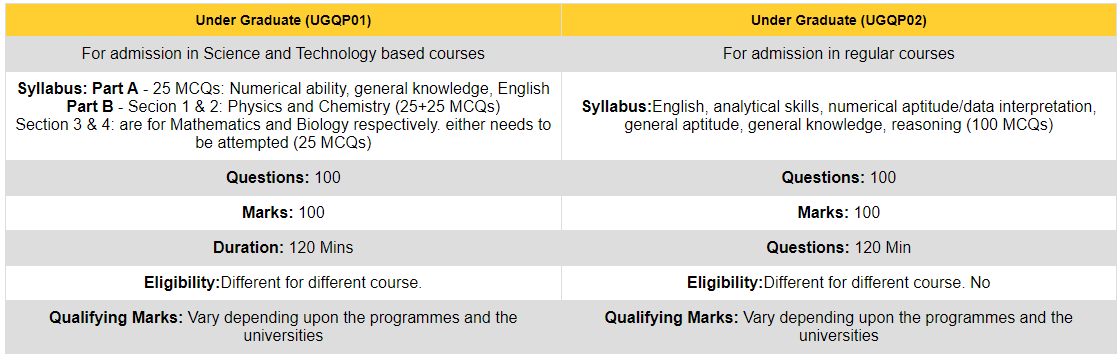 Under Graduate (UGQP01)
Under Graduate (UGQP02)
For admission in Science and Technology based courses
For admission in regular courses
Syllabus: Part A - 25 MCQs: Numerical ability, general knowledge, English
Part B - Secion 1 & 2: Physics and Chemistry (25+25 MCQs)
Section 3 & 4: are for Mathematics and Biology respectively. either needs to
be attempted (25 MCQs)
Syllabus:English, analytical skills, numerical aptitude/data interpretation,
general aptitude, general knowledge, reasoning (100 MCQs)
Questions: 100
Questions: 100
Marks: 100
Marks: 100
Duration: 120 Mins
Questions: 120 Min
Eligibility:Different for different course.
Eligibility:Different for different course. No
Qualifying Marks: Vary depending upon the programmes and the
universities
Qualifying Marks: Vary depending upon the programmes and the
universities